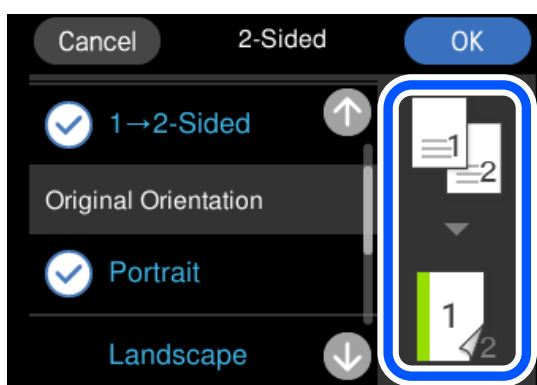 Cancel 2-Sided OK
1→2-Sided
Original Orientation
Portrait
Landscape
1
2
1
2